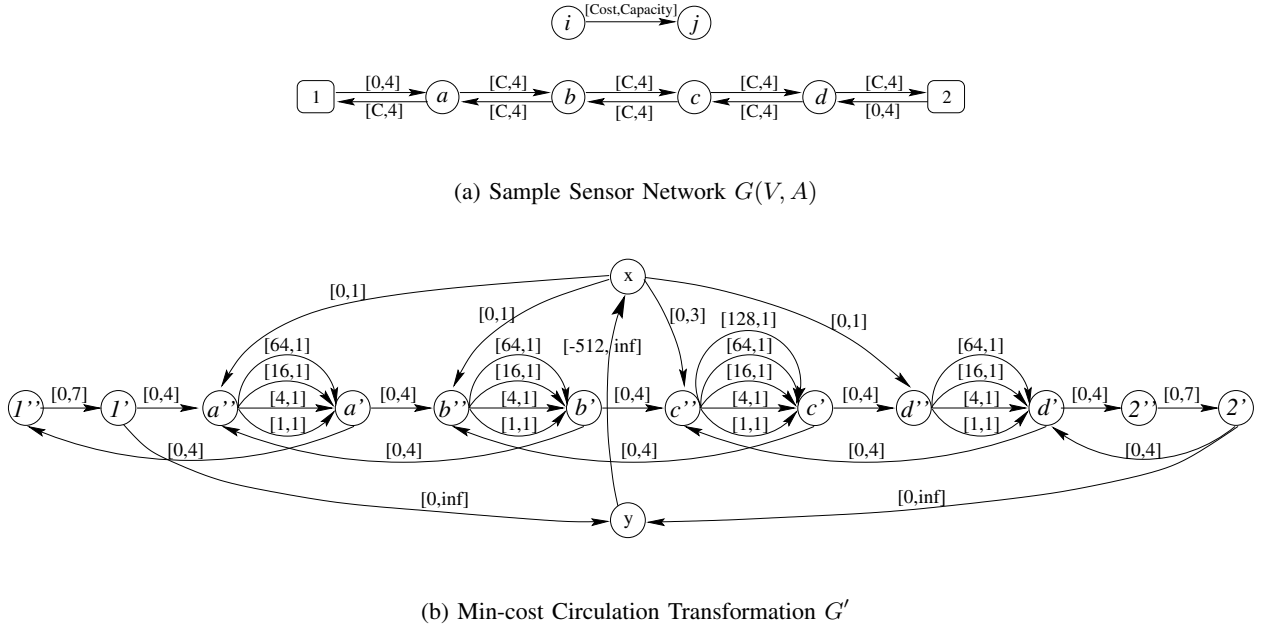 [Cost,Capacity]
i j
[0,4] [C,4] [C,4] [C,4] [C,4]
1 a b c d 2
[C,4] [C,4] [C,4] [C,4] [0,4]
(a) Sample Sensor Network G(V, A)
x
[0,1] [0,1] [0,3] [128,1] [0,1]
[64,1] [64,1] [-512, inf] [64,1] [64,1]
[16,1] [16,1] [16,1] [16,1]
[0,7] [0,4] [4,1] [0,4] [4,1] [0,4] [4,1] [0,4] [4,1] [0,4] [0,7]
1'' 1' a'' a' b'' b' c'' c' d'' d' 2'' 2'
[1,1] [1,1] [1,1] [1,1]
[0,4] [0,4] [0,4] [0,4] [0,4]
[0,inf] [0,inf]
y
(b) Min-cost Circulation Transformation G′